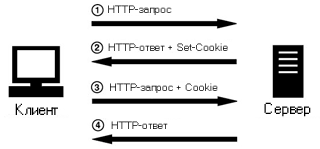 ① HTTP-запрос
② HTTP-ответ + Set-Cookie
③ HTTP-запрос + Cookie
Клиент
Сервер
④ HTTP-ответ